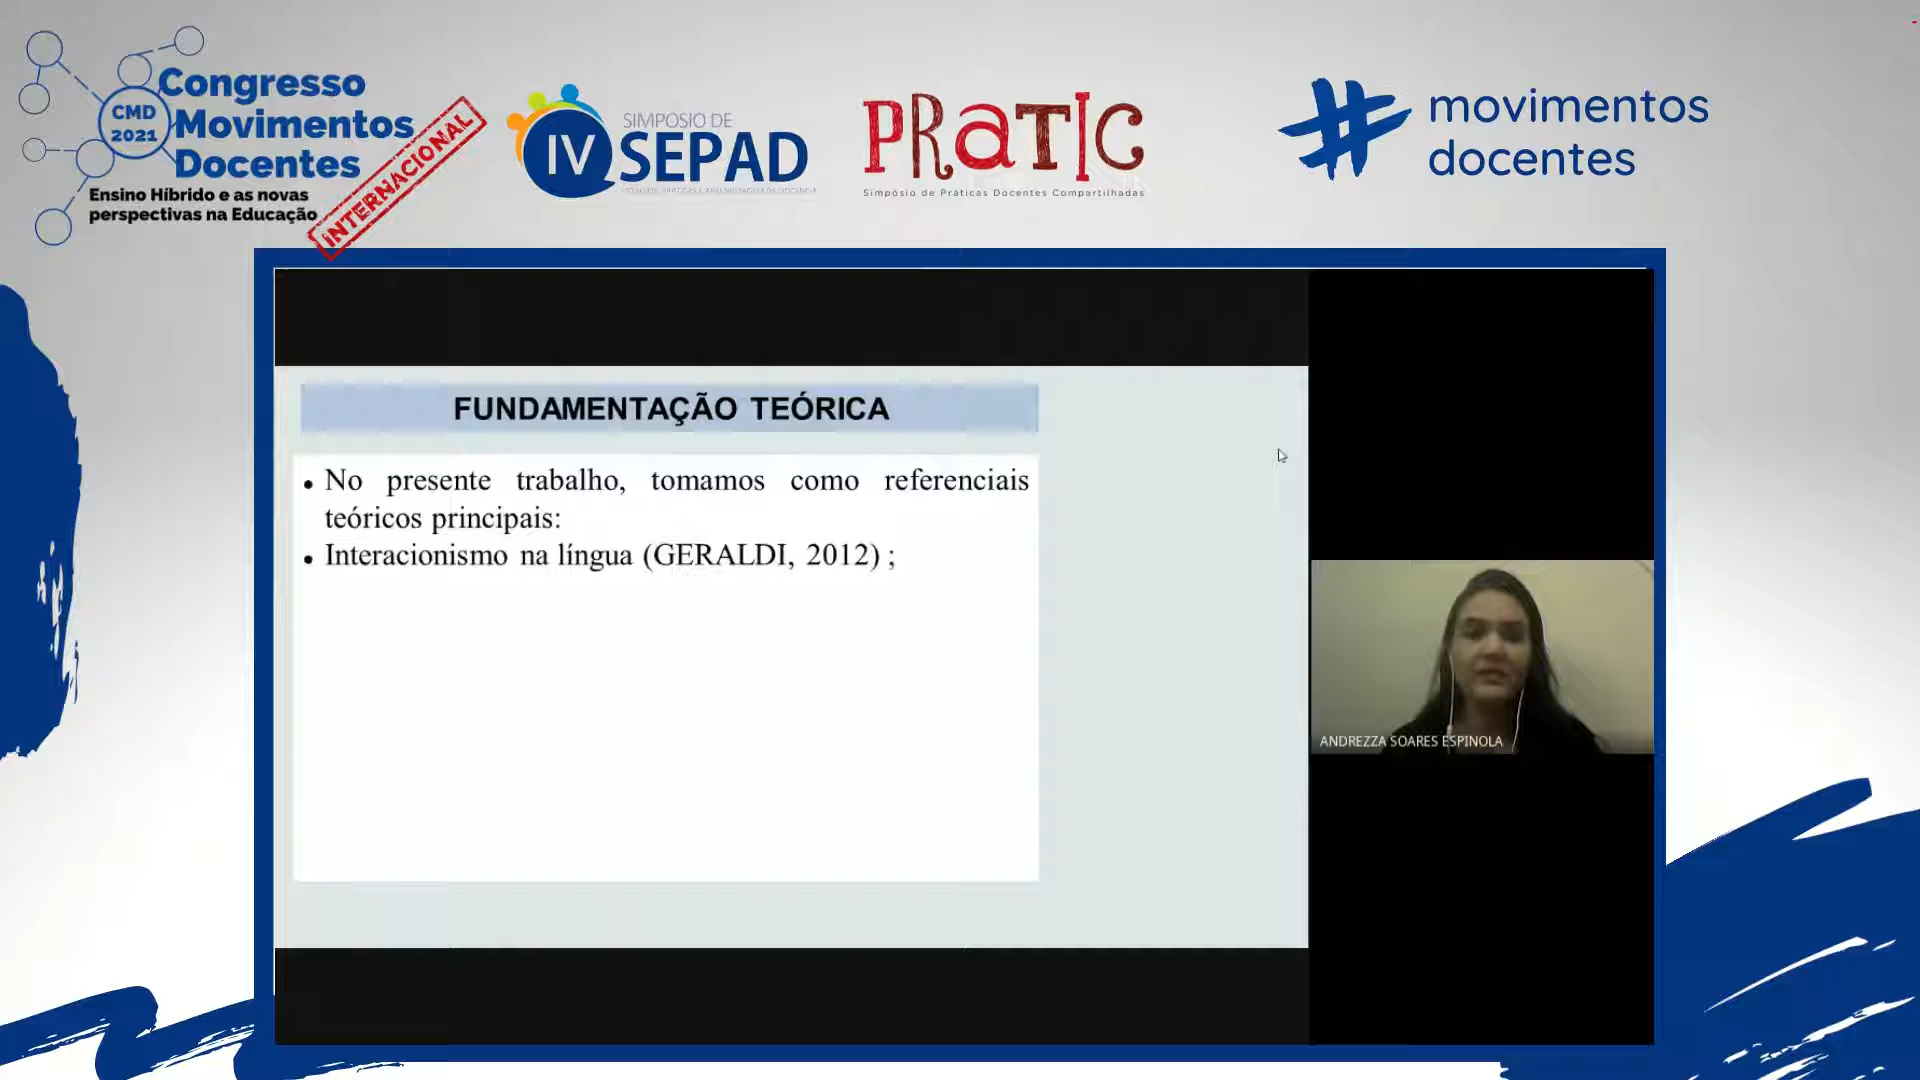 CMD
2021
Congresso
Movimentos
Docentes
Ensino Híbrido e as novas
perspectivas na Educação
INTERNACIONAL
IV
SIMPOSIO DE
SEPAD
PRATIC
Simpósio de Práticas Docentes Compartilhadas
movimentos
docentes
FUNDAMENTAÇÃO TEÓRICA
• No presente trabalho, tomamos como referenciais
teóricos principais:
• Interacionismo na língua (GERALDI, 2012) ;
ANDREZZA SOARES ESPINOLA